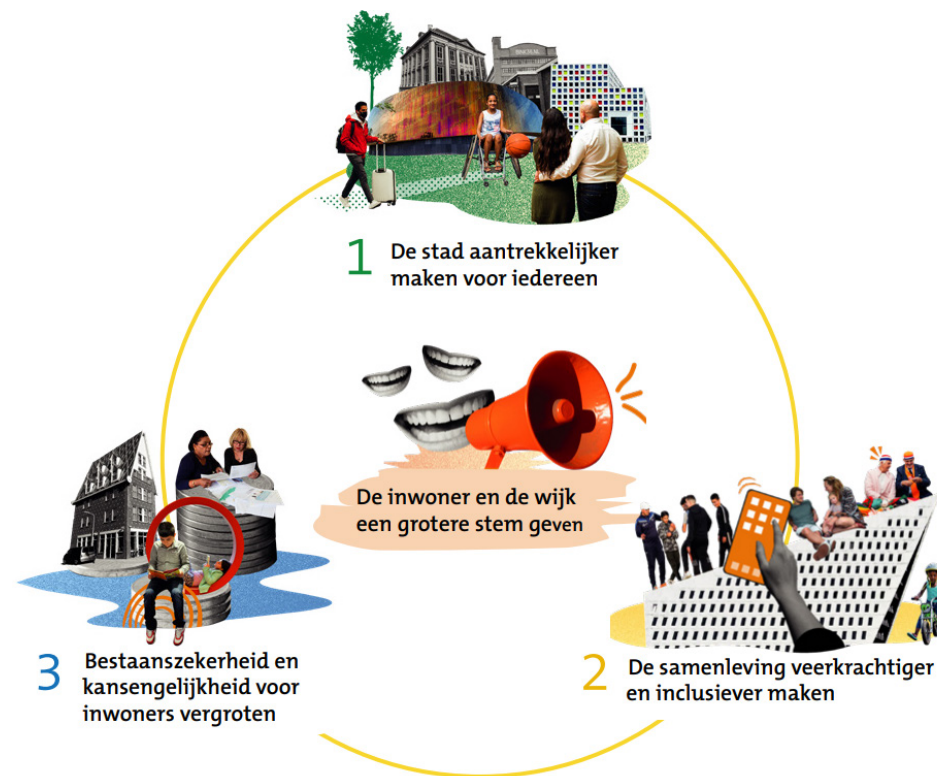 1 De stad aantrekkelijker
maken voor iedereen
De inwoner en de wijk
een grotere stem geven
3 Bestaanszekerheid en
kansengelijkheid voor
inwoners vergroten
2 De samenleving veerkrachtiger
en inclusiever maken